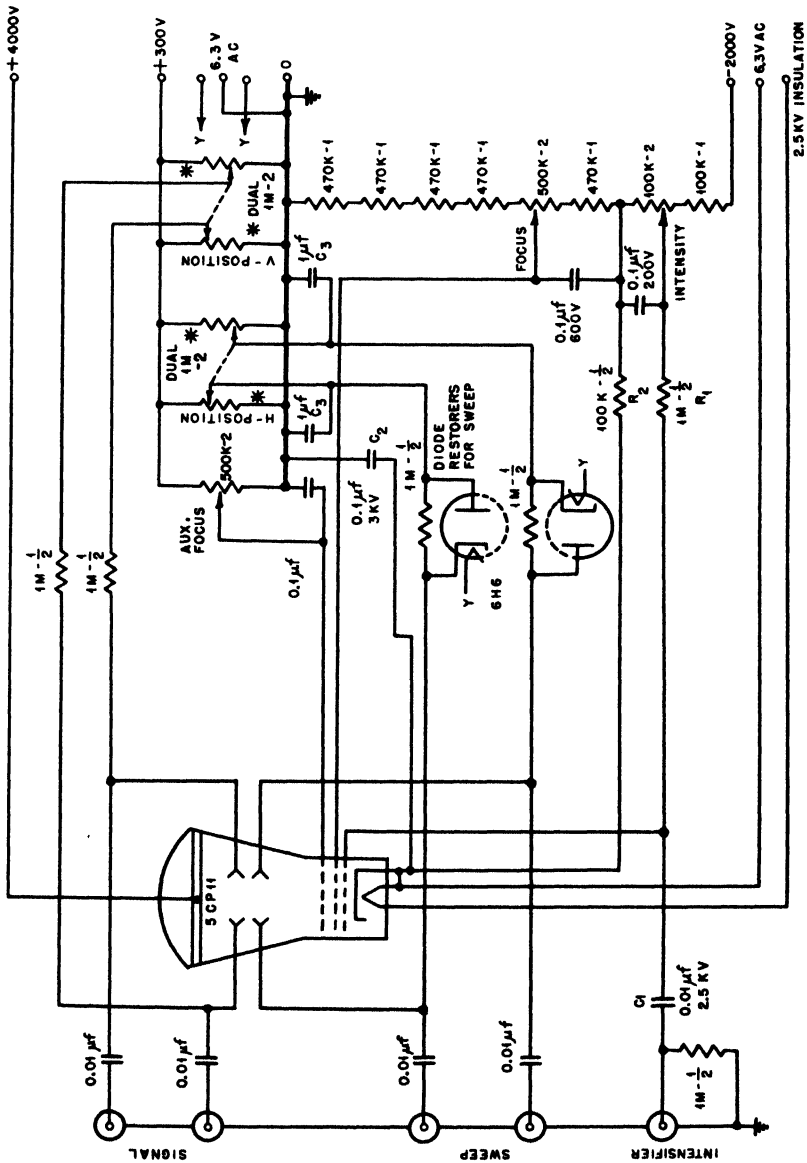 +4000V
+300V
6.3V
AC
0
-2000V
6.3VAC
2.5KV INSULATION
Y
Y
*
DUAL
1M-2
*
V-POSITION
DUAL
1M-2
*
*
H-POSITION
500K-2
AUX.
FOCUS
1µf
C3
1µf
C3
0.1µf
0.1µf
3KV
C2
470K-1
470K-1
470K-1
470K-1
500K-2
FOCUS
470K-1
100K-2
INTENSITY
100K-1
0.1µf
600V
0.1µf
200V
1M-1/2
1M-1/2
1M-1/2
DIODE
RESTORERS
FOR SWEEP
Y
6H6
1M-1/2
Y
100K-1/2
R2
1M-1/2
R1
5CP11
0.01µf
0.01µf
0.01µf
0.01µf
C1
0.01µf
2.5KV
1M-1/2
SIGNAL
SWEEP
INTENSIFIER